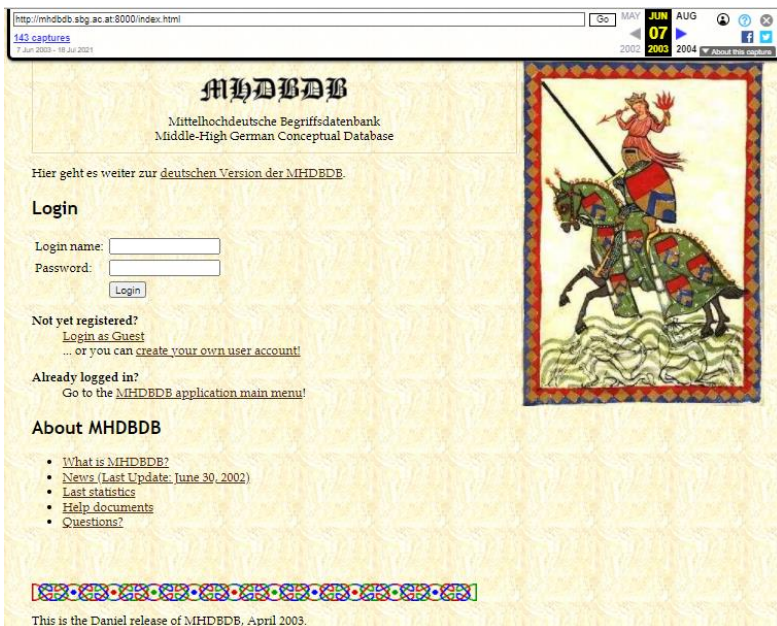 http://mhdbdb.sbg.ac.at:8000/index.html
Go
MAY JUN AUG
143 captures
07
7 Jun 2003 - 18 Jul 2021
2002 2003 2004
About this capture
MHDBDB
Mittelhochdeutsche Begriffsdatenbank
Middle-High German Conceptual Database
Hier geht es weiter zur deutschen Version der MHDBDB.
Login
Login name:
Password:
Login
Not yet registered?
Login as Guest
... or you can create your own user account!
Already logged in?
Go to the MHDBDB application main menu!
About MHDBDB
What is MHDBDB?
News (Last Update: June 30, 2002)
Last statistics
Help documents
Questions?
This is the Daniel release of MHDBDB, April 2003.